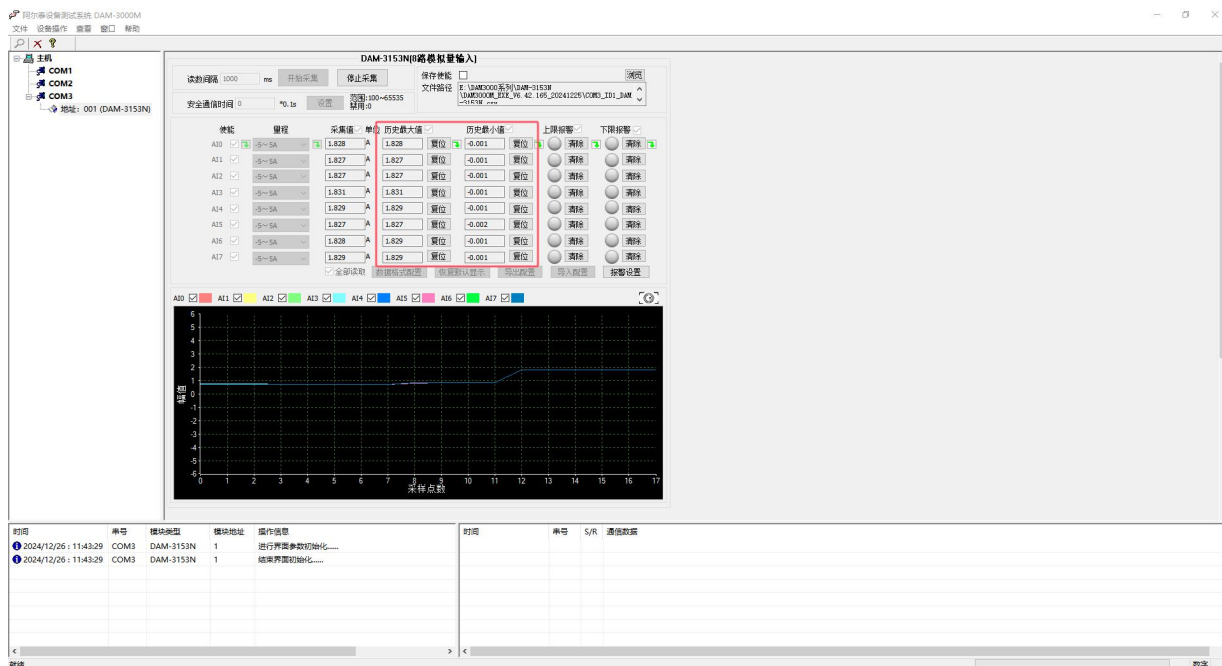 阿尔泰设备测试系统 DAM-3000M
文件 设备操作 查看 窗口 帮助
主机
COM1
COM2
COM3
地址: 001 (DAM-3153N)
DAM-3153N[8路模拟量输入]
读数间隔 1000 ms 开始采集 停止采集
保存使能 浏览
文件路径 E:\DAM3000系列\DAM-3153N
\DAM3000M_EXE_V6.42.165_20241225\COM3_ID1_DAM
-3153N.csv
安全通信时间 0 *0.1s 设置 范围:100~65535
禁用:0
使能 量程 采集值 单位 历史最大值 历史最小值 上限报警 下限报警
AI0 -5~5A 1.828 A 1.828 复位 -0.001 复位 清除 清除
AI1 -5~5A 1.827 A 1.827 复位 -0.001 复位 清除 清除
AI2 -5~5A 1.827 A 1.827 复位 -0.001 复位 清除 清除
AI3 -5~5A 1.831 A 1.831 复位 -0.001 复位 清除 清除
AI4 -5~5A 1.829 A 1.829 复位 -0.001 复位 清除 清除
AI5 -5~5A 1.827 A 1.827 复位 -0.002 复位 清除 清除
AI6 -5~5A 1.828 A 1.829 复位 -0.001 复位 清除 清除
AI7 -5~5A 1.829 A 1.829 复位 -0.001 复位 清除 清除
全部读取 数据格式配置 恢复默认显示 导出配置 导入配置 报警设置
AI0 AI1 AI2 AI3 AI4 AI5 AI6 AI7
6
5
4
3
2
1
0
-1
-2
-3
-4
-5
-6
幅值
0 1 2 3 4 5 6 7 8 9 10 11 12 13 14 15 16 17
采样点数
时间 串号 模块类型 模块地址 操作信息
2024/12/26 : 11:43:29 COM3 DAM-3153N 1 进行界面参数初始化......
2024/12/26 : 11:43:29 COM3 DAM-3153N 1 结束界面初始化......
时间 串号 S/R 通信数据
就绪
数字